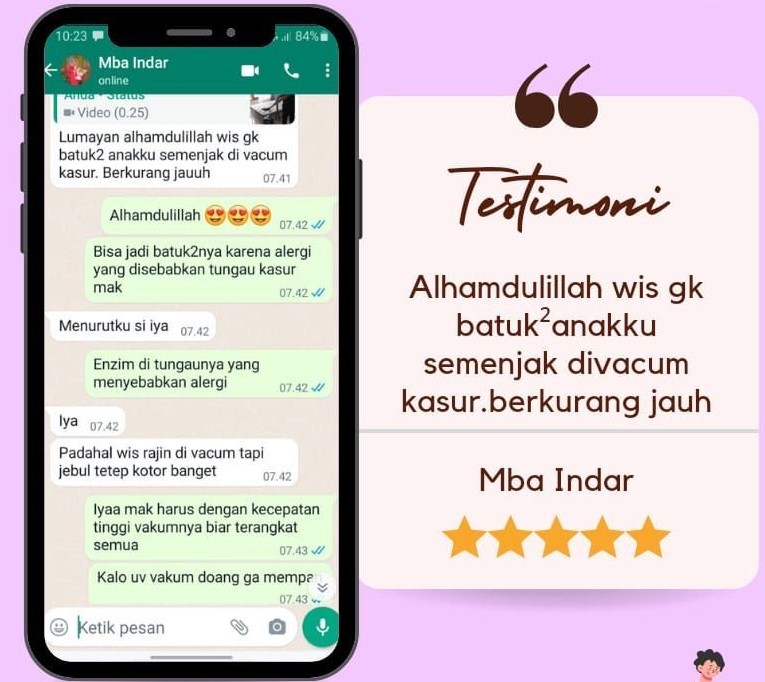 10:23
84%
Mba Indar
online
Anda · Status
Video (0.25)
Lumayan alhamdulillah wis gk
batuk2 anakku semenjak di vacum
kasur. Berkurang jauuh
07.41
Alhamdulillah 😍😍😍
07.42
Bisa jadi batuk2nya karena alergi
yang disebabkan tungau kasur
mak
07.42
Menurutku si iya
07.42
Enzim di tungaunya yang
menyebabkan alergi
07.42
Iya
07.42
Padahal wis rajin di vacum tapi
jebul tetep kotor banget
07.42
Iyaa mak harus dengan kecepatan
tinggi vakumnya biar terangkat
semua
07.43
Kalo uv vakum doang ga mempa
07.43
Ketik pesan
Testimoni
Alhamdulillah wis gk
batuk²anakku
semenjak divacum
kasur.berkurang jauh
Mba Indar